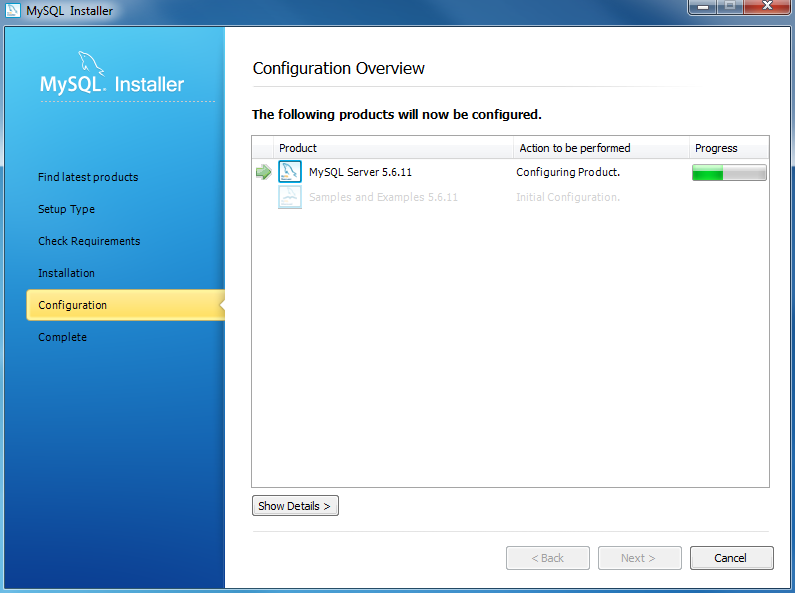 MySQL Installer
MySQL. Installer
Find latest products
Setup Type
Check Requirements
Installation
Configuration
Complete
Configuration Overview
The following products will now be configured.
Product Action to be performed Progress
MySQL Server 5.6.11 Configuring Product.
Samples and Examples 5.6.11 Initial Configuration.
Show Details >
< Back Next > Cancel